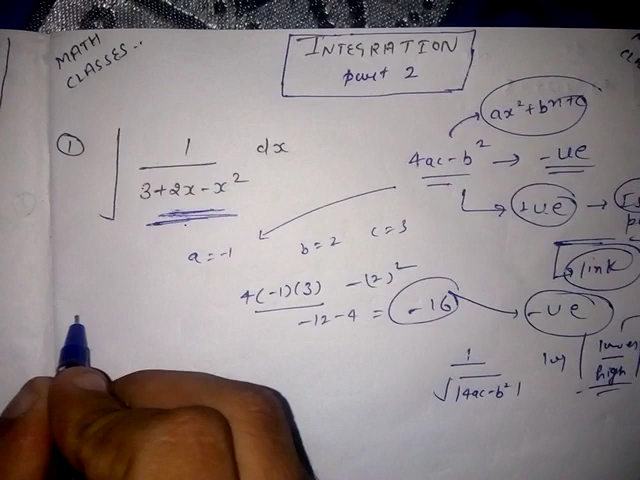 MATH
CLASSES..
INTEGRATION
part 2
① ∫ 1/(3+2x-x²) dx
ax²+bx+c
4ac-b² → -ve
+ve →
link
a=-1 b=2 c=3
4(-1)(3) -(2)²
-12-4 = -16
-ve
1/√|4ac-b²|
lower
high